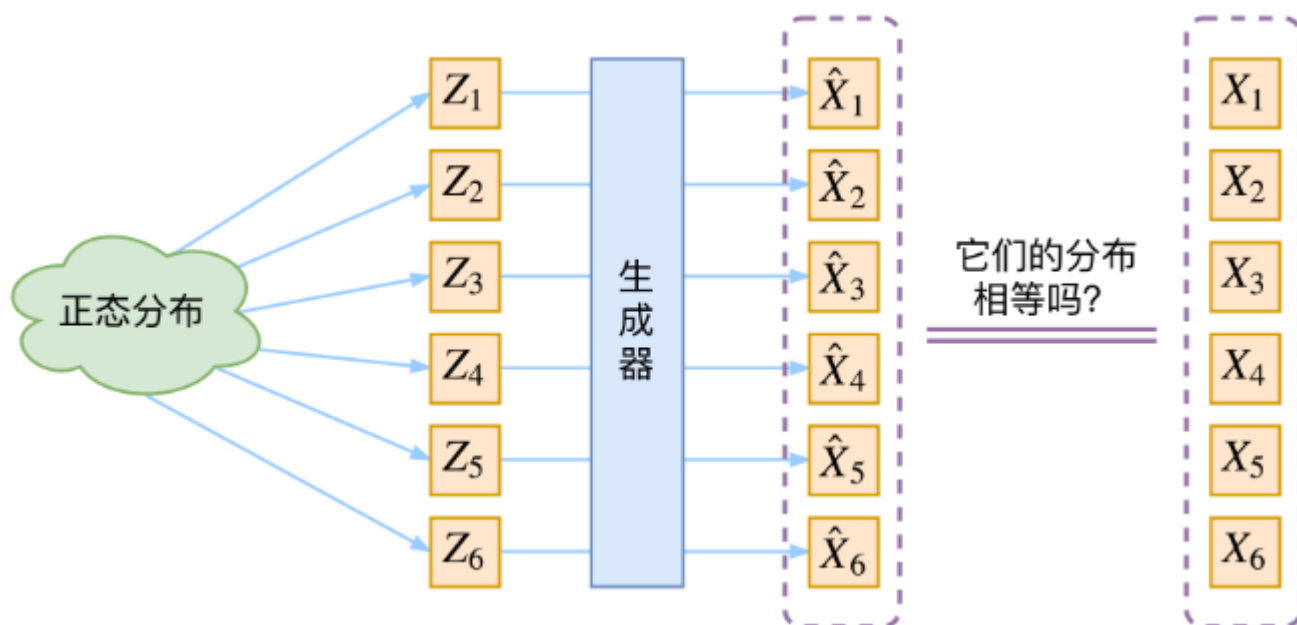 正态分布
Z₁
Z₂
Z₃
Z₄
Z₅
Z₆
生
成
器
X̂₁
X̂₂
X̂₃
X̂₄
X̂₅
X̂₆
它们的分布
相等吗?
X₁
X₂
X₃
X₄
X₅
X₆